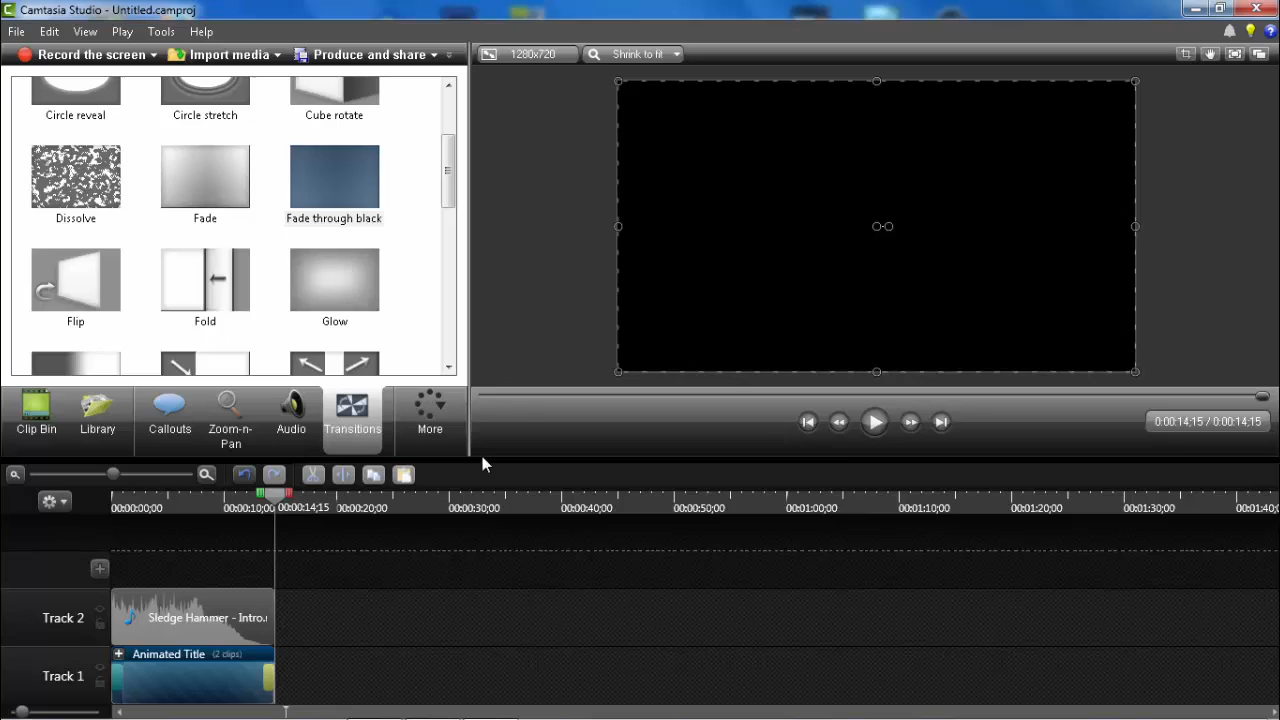 Camtasia Studio - Untitled.camproj
File Edit View Play Tools Help
Record the screen Import media Produce and share
1280x720 Shrink to fit
Circle reveal Circle stretch Cube rotate
Dissolve Fade Fade through black
Flip Fold Glow
Clip Bin Library Callouts Zoom-n-Pan Audio Transitions More
0:00:14;15 / 0:00:14;15
00:00:00;00 00:00:10;00 00:00:14;15 00:00:20;00 00:00:30;00 00:00:40;00 00:00:50;00 00:01:00;00 00:01:10;00 00:01:20;00 00:01:30;00 00:01:40;0
Track 2 Sledge Hammer - Intro.
Animated Title (2 clips)
Track 1